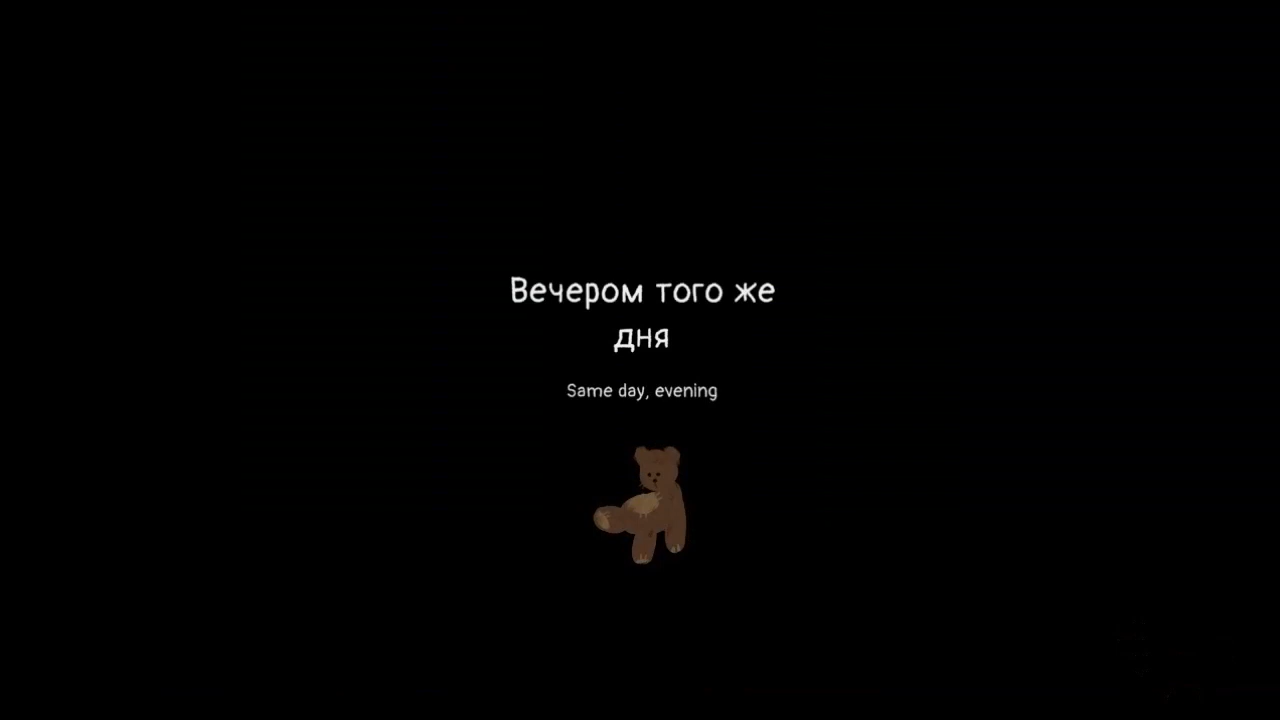 Вечером того же
дня
Same day, evening